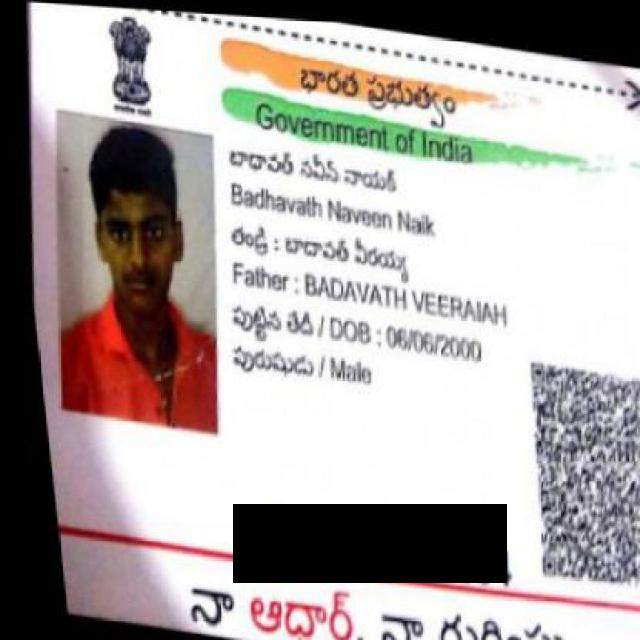 భారత ప్రభుత్వం
Government of India
బాదావత్ నవీన్ నాయక్
Badhavath Naveen Naik
తండ్రి : బాదావత్ వీరయ్య
Father : BADAVATH VEERAIAH
పుట్టిన తేదీ / DOB : 06/06/2000
పురుషుడు / Male
నా ఆధార్, నా